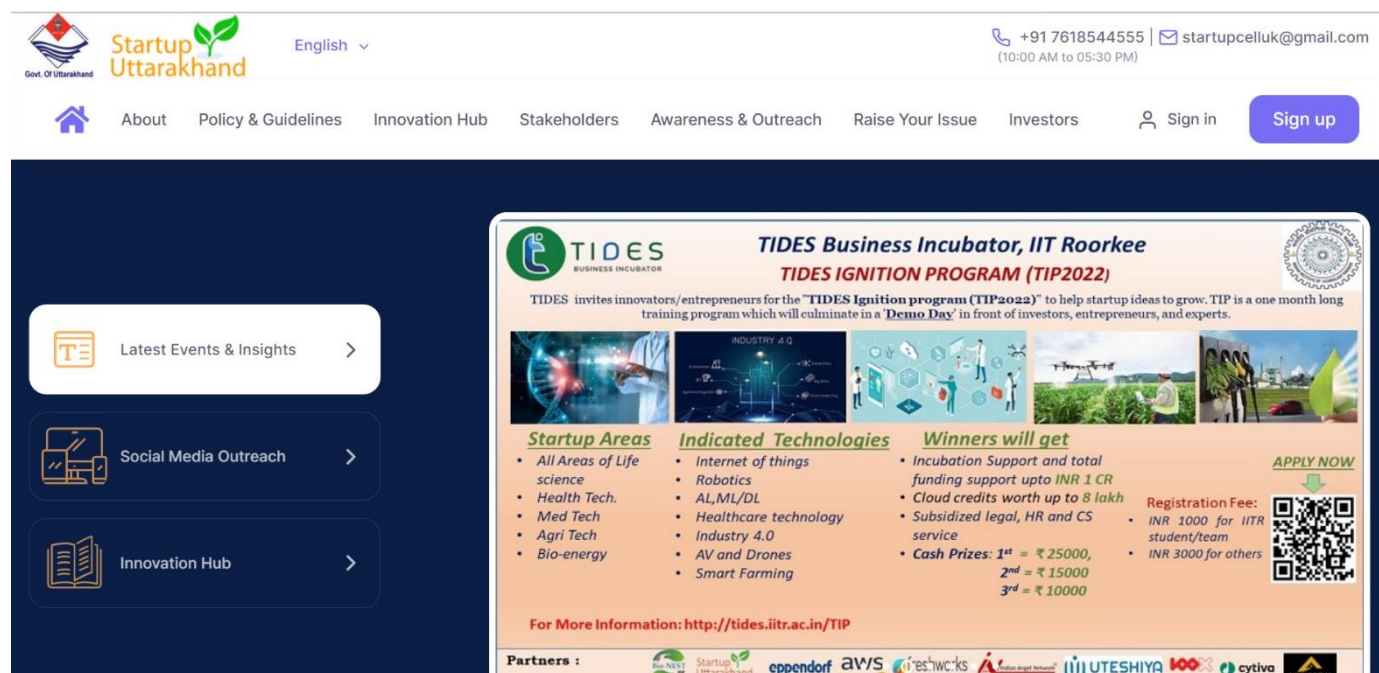 Govt. Of Uttarakhand
Startup
Uttarakhand
English
+91 7618544555 | startupcelluk@gmail.com
(10:00 AM to 05:30 PM)
About Policy & Guidelines Innovation Hub Stakeholders Awareness & Outreach Raise Your Issue Investors Sign in Sign up
Latest Events & Insights
Social Media Outreach
Innovation Hub
TIDES
BUSINESS INCUBATOR
TIDES Business Incubator, IIT Roorkee
TIDES IGNITION PROGRAM (TIP2022)
TIDES invites innovators/entrepreneurs for the "TIDES Ignition program (TIP2022)" to help startup ideas to grow. TIP is a one month long
training program which will culminate in a 'Demo Day' in front of investors, entrepreneurs, and experts.
INDUSTRY 4.0
Startup Areas
• All Areas of Life
science
• Health Tech.
• Med Tech
• Agri Tech
• Bio-energy
Indicated Technologies
• Internet of things
• Robotics
• AL,ML/DL
• Healthcare technology
• Industry 4.0
• AV and Drones
• Smart Farming
Winners will get
• Incubation Support and total
funding support upto INR 1 CR
• Cloud credits worth up to 8 lakh
• Subsidized legal, HR and CS
service
• Cash Prizes: 1st = ₹ 25000,
2nd = ₹ 15000
3rd = ₹ 10000
APPLY NOW
Registration Fee:
• INR 1000 for IITR
student/team
• INR 3000 for others
For More Information: http://tides.iitr.ac.in/TIP
Partners :
Bio-NEST Startup Uttarakhand eppendorf aws freshworks Indian Angel Network UTESHIYA cytiva